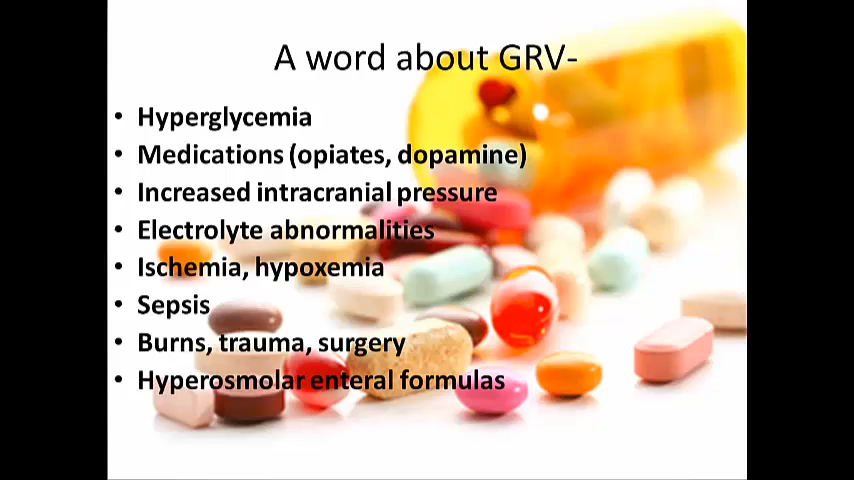 A word about GRV-
• Hyperglycemia
• Medications (opiates, dopamine)
• Increased intracranial pressure
• Electrolyte abnormalities
• Ischemia, hypoxemia
• Sepsis
• Burns, trauma, surgery
• Hyperosmolar enteral formulas